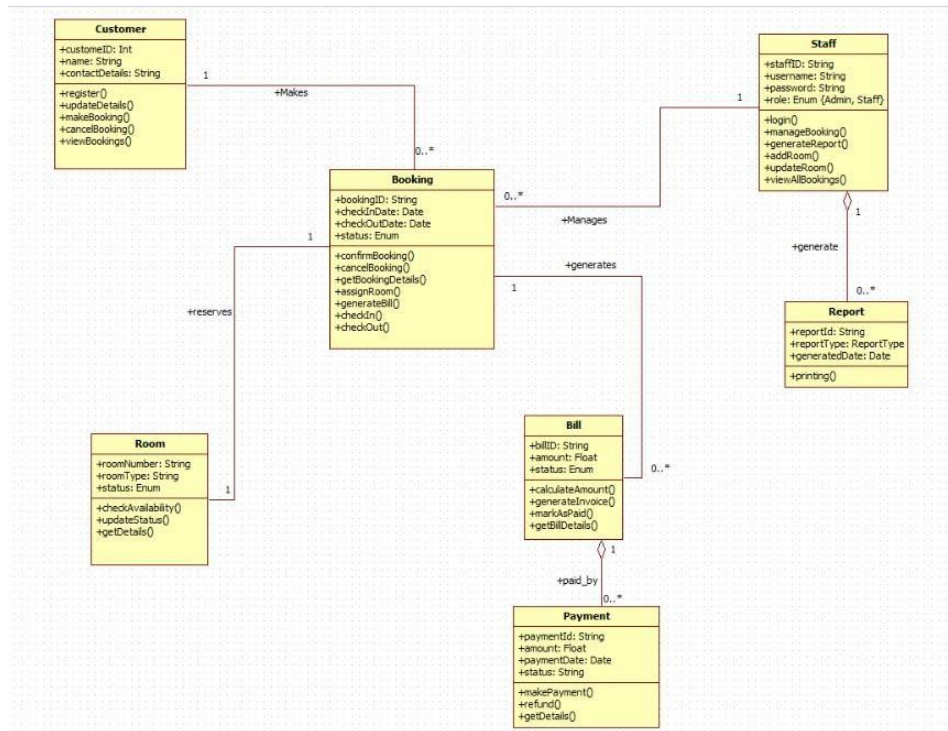 Customer
+customeID: Int
+name: String
+contactDetails: String
+register()
+updateDetails()
+makeBooking()
+cancelBooking()
+viewBookings()
1
+Makes
0..*
Staff
+staffID: String
+username: String
+password: String
+role: Enum {Admin, Staff}
+login()
+manageBooking()
+generateReport()
+addRoom()
+updateRoom()
+viewAllBookings()
1
0..*
+Manages
Booking
+bookingID: String
+checkInDate: Date
+checkOutDate: Date
+status: Enum
+confirmBooking()
+cancelBooking()
+getBookingDetails()
+assignRoom()
+generateBill()
+checkIn()
+checkOut()
1
+generate
0..*
Report
+reportId: String
+reportType: ReportType
+generatedDate: Date
+printing()
1
+reserves
1
+generates
1
0..*
Room
+roomNumber: String
+roomType: String
+status: Enum
+checkAvailability()
+updateStatus()
+getDetails()
Bill
+billID: String
+amount: Float
+status: Enum
+calculateAmount()
+generateInvoice()
+markAsPaid()
+getBillDetails()
1
+paid_by
0..*
Payment
+paymentId: String
+amount: Float
+paymentDate: Date
+status: String
+makePayment()
+refund()
+getDetails()